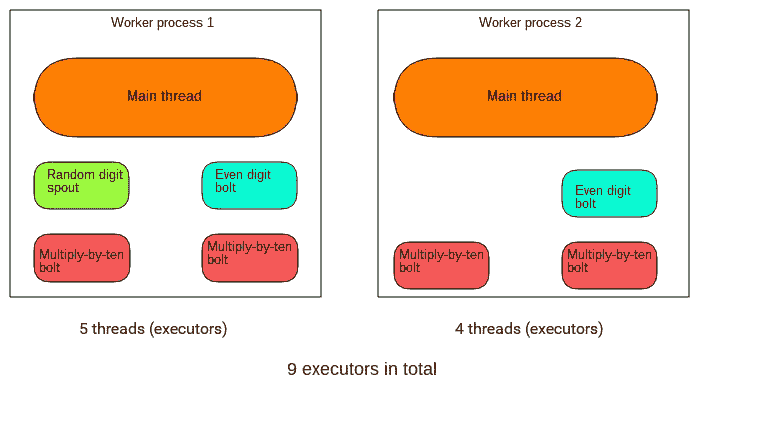 Worker process 1
Worker process 2
Main thread
Main thread
Random digit
spout
Even digit
bolt
Even digit
bolt
Multiply-by-ten
bolt
Multiply-by-ten
bolt
Multiply-by-ten
bolt
Multiply-by-ten
bolt
5 threads (executors)
4 threads (executors)
9 executors in total